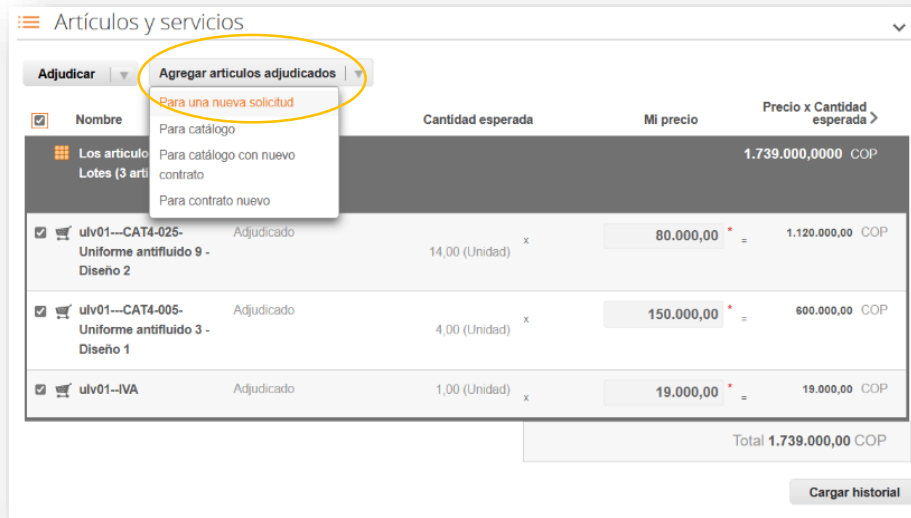 Artículos y servicios
Adjudicar
Agregar articulos adjudicados
Para una nueva solicitud
Para catálogo
Para catálogo con nuevo
contrato
Para contrato nuevo
Nombre
Cantidad esperada
Mi precio
Precio x Cantidad
esperada >
Los articulo
Lotes (3 arti
1.739.000,0000 COP
ulv01---CAT4-025-
Uniforme antifluido 9 -
Diseño 2
Adjudicado
14,00 (Unidad) x
80.000,00 * =
1.120.000,00 COP
ulv01---CAT4-005-
Uniforme antifluido 3 -
Diseño 1
Adjudicado
4,00 (Unidad) x
150.000,00 * =
600.000,00 COP
ulv01--IVA
Adjudicado
1,00 (Unidad) x
19.000,00 * =
19.000,00 COP
Total 1.739.000,00 COP
Cargar historial